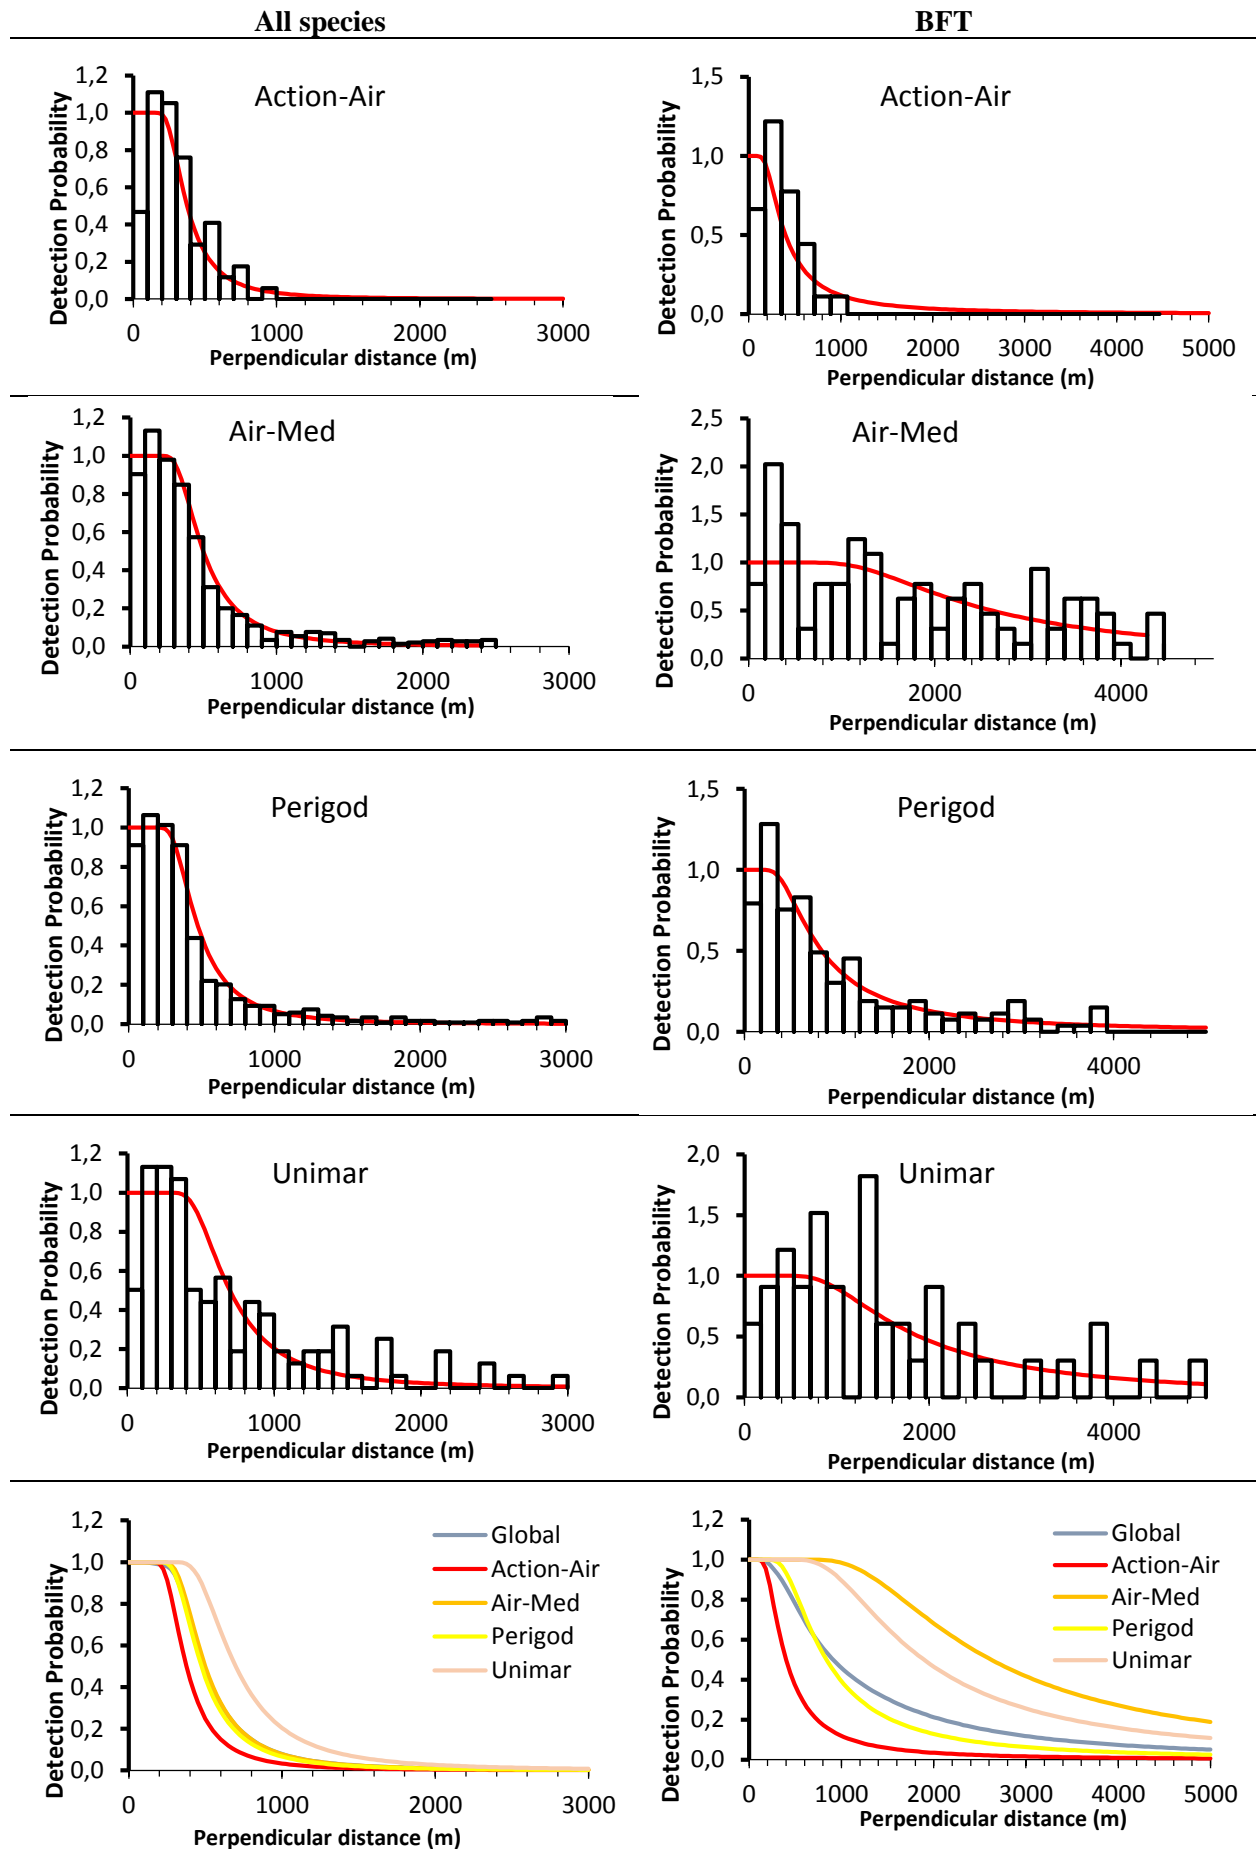 All species
BFT
Action-Air
Detection Probability
1,2
1,0
0,8
0,6
0,4
0,2
0,0
0 1000 2000 3000
Perpendicular distance (m)
Action-Air
Detection Probability
1,5
1,0
0,5
0,0
0 1000 2000 3000 4000 5000
Perpendicular distance (m)
Air-Med
Detection Probability
1,2
1,0
0,8
0,6
0,4
0,2
0,0
0 1000 2000 3000
Perpendicular distance (m)
Air-Med
Detection Probability
2,5
2,0
1,5
1,0
0,5
0,0
0 2000 4000
Perpendicular distance (m)
Perigod
Detection Probability
1,2
1,0
0,8
0,6
0,4
0,2
0,0
0 1000 2000 3000
Perpendicular distance (m)
Perigod
Detection Probability
1,5
1,0
0,5
0,0
0 2000 4000
Perpendicular distance (m)
Unimar
Detection Probability
1,2
1,0
0,8
0,6
0,4
0,2
0,0
0 1000 2000 3000
Perpendicular distance (m)
Unimar
Detection Probability
2,0
1,5
1,0
0,5
0,0
0 2000 4000
Perpendicular distance (m)
Detection Probability
1,2
1,0
0,8
0,6
0,4
0,2
0,0
Global
Action-Air
Air-Med
Perigod
Unimar
0 1000 2000 3000
Perpendicular distance (m)
Detection Probability
1,2
1,0
0,8
0,6
0,4
0,2
0,0
Global
Action-Air
Air-Med
Perigod
Unimar
0 1000 2000 3000 4000 5000
Perpendicular distance (m)